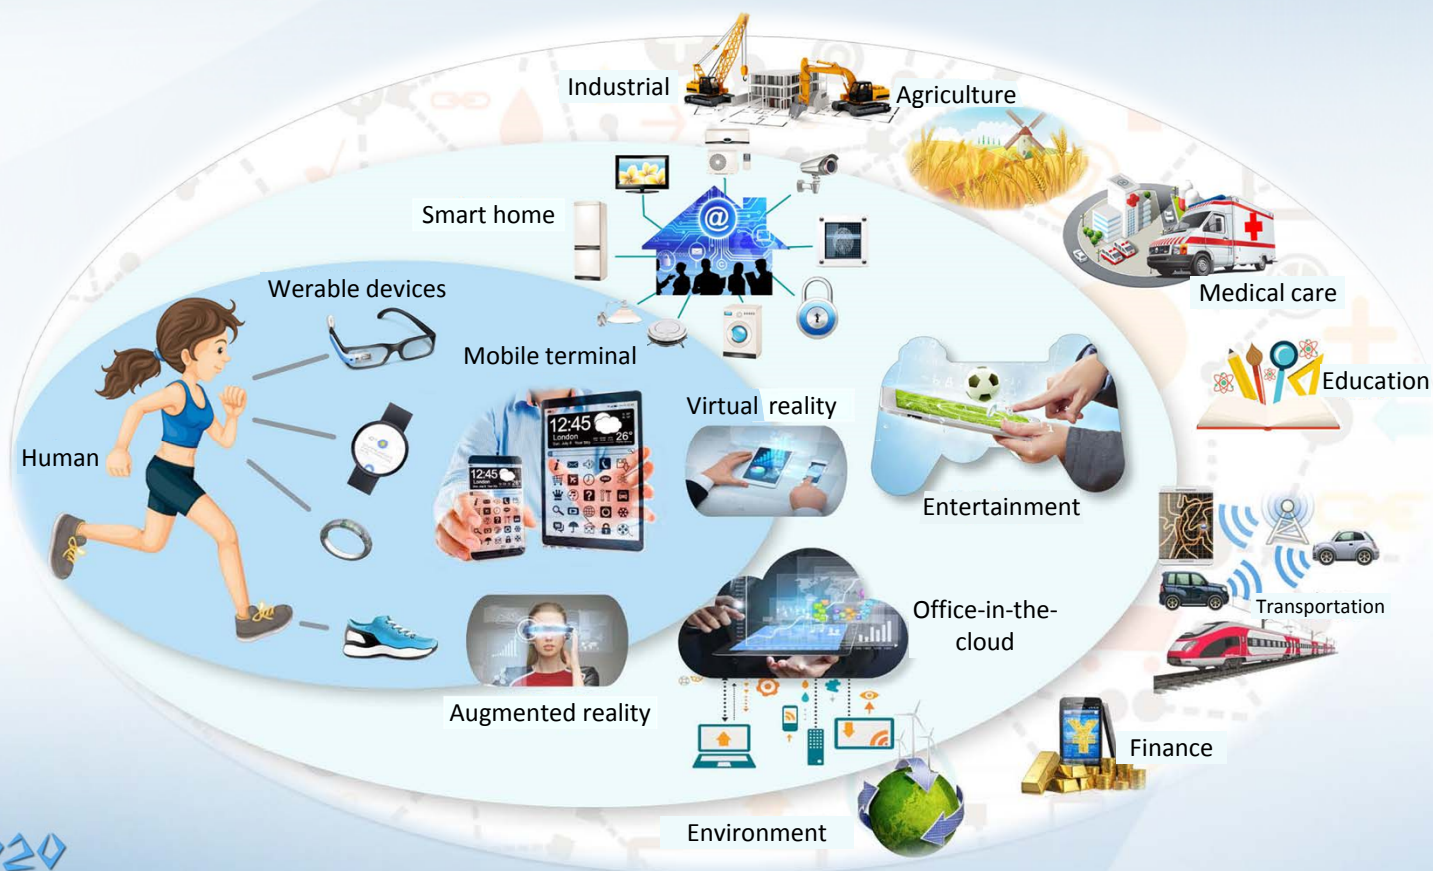 Industrial
Agriculture
Smart home
Medical care
Werable devices
Mobile terminal
Education
Virtual reality
Human
12:45
London
26°
12:45
London
Entertainment
Transportation
Office-in-the-
cloud
Augmented reality
Finance
Environment